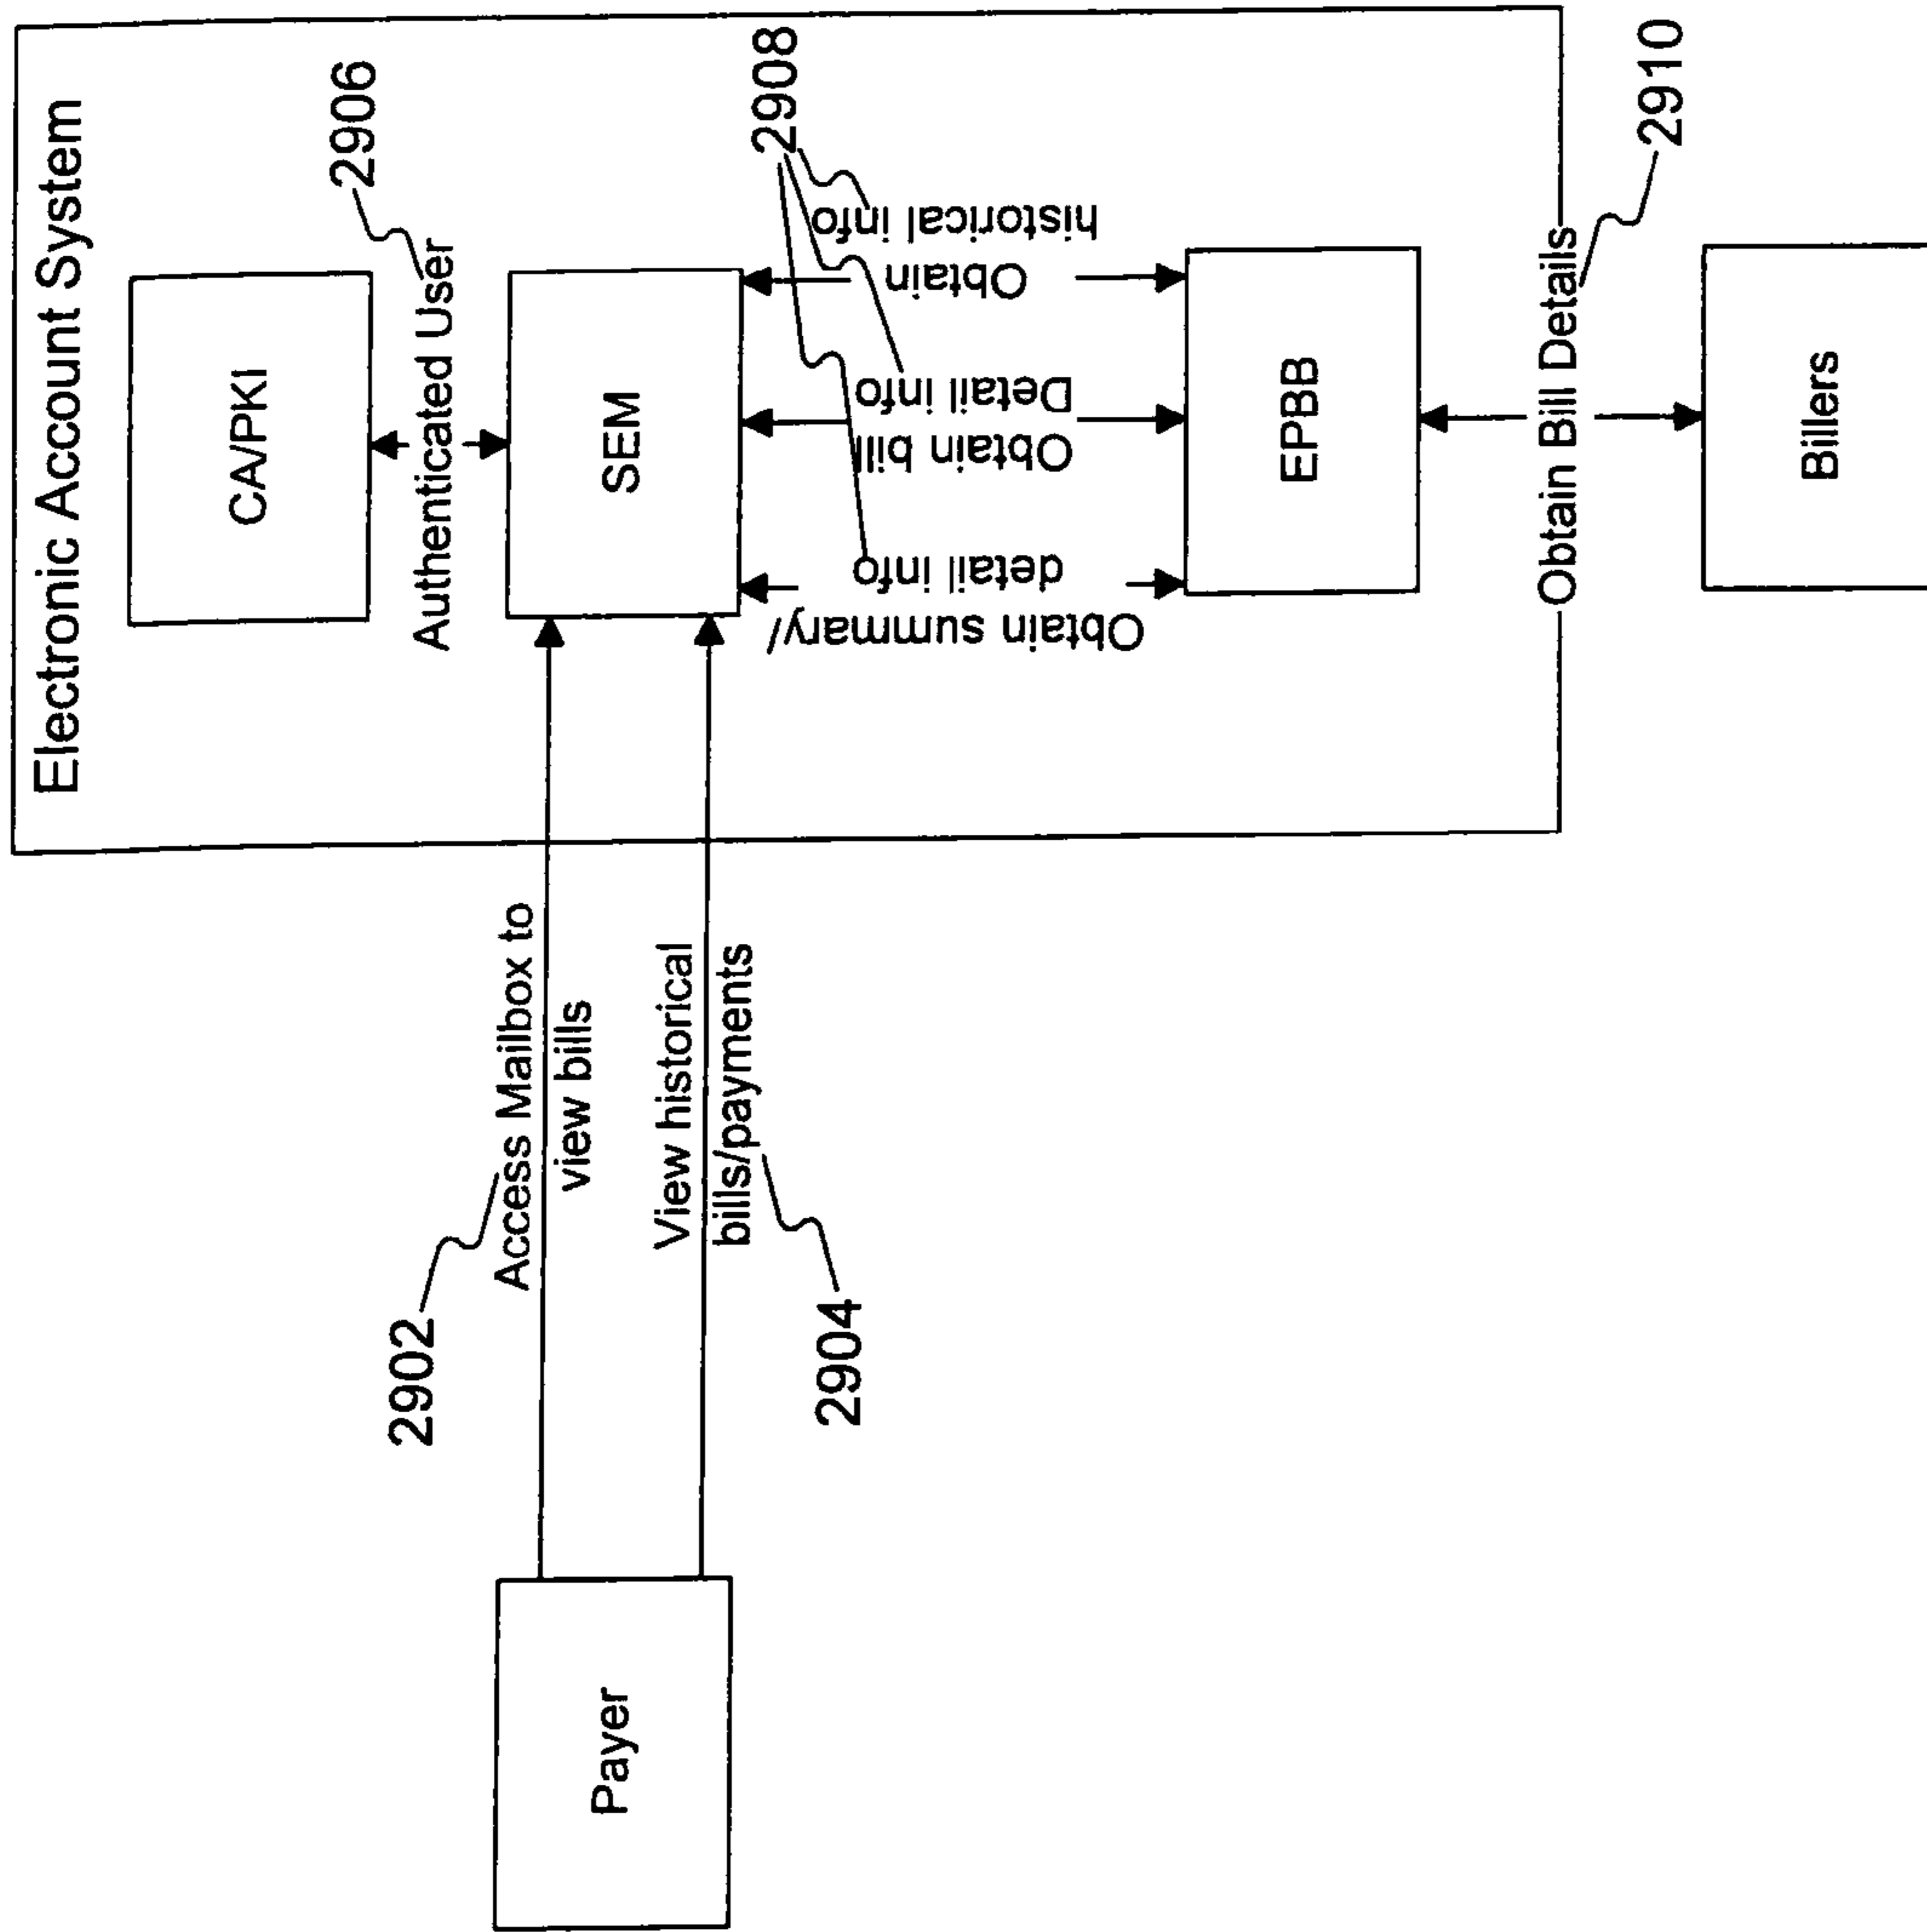 Electronic Account System
CA/PKI
2906
Authenticated User
SEM
2908
Obtain summary/
detail info
Obtain bill
Detail info
Obtain
historical info
EPBB
Obtain Bill Details
2910
Billers
2902
Access Mailbox to
view bills
View historical
bills/payments
2904
Payer